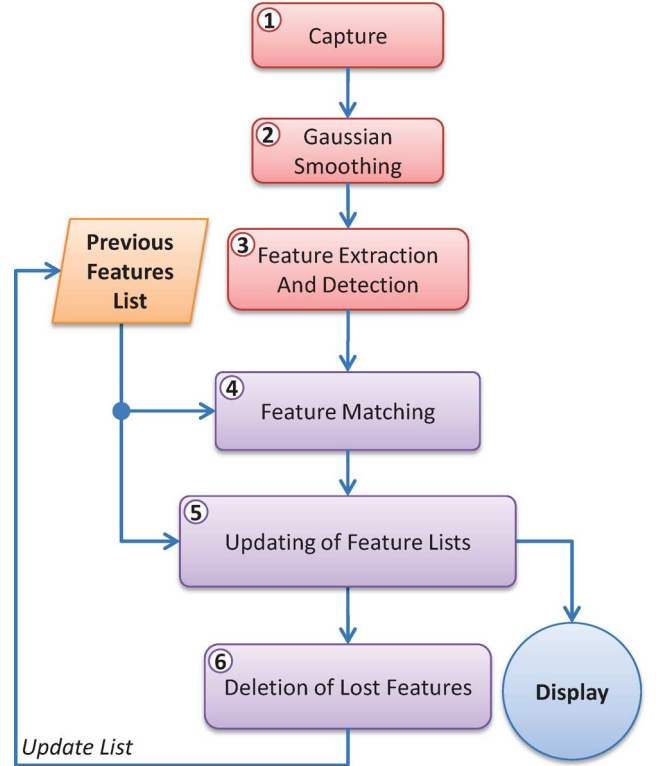 1
Capture
2
Gaussian
Smoothing
3
Feature Extraction
And Detection
Previous
Features
List
4
Feature Matching
5
Updating of Feature Lists
6
Deletion of Lost Features
Display
Update List